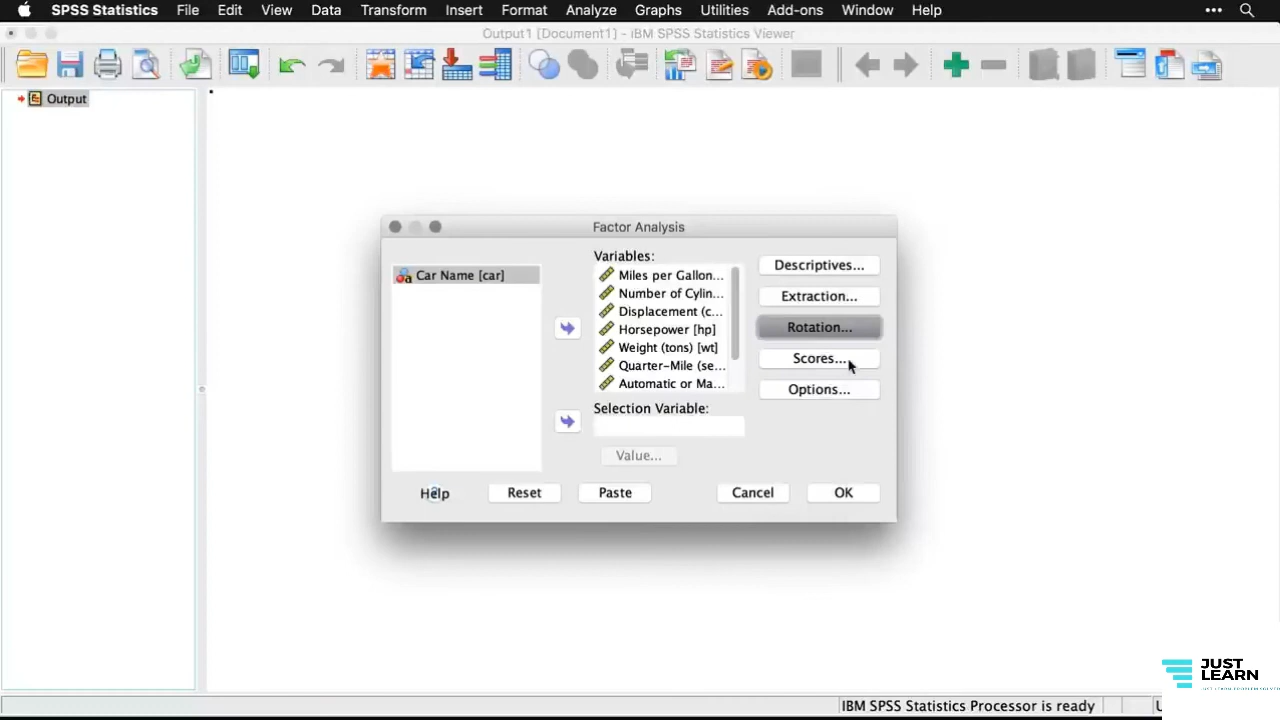 SPSS Statistics File Edit View Data Transform Insert Format Analyze Graphs Utilities Add-ons Window Help
Output1 [Document1] - IBM SPSS Statistics Viewer
Output
Factor Analysis
Car Name [car]
Variables:
Miles per Gallon...
Number of Cylin...
Displacement (c...
Horsepower [hp]
Weight (tons) [wt]
Quarter-Mile (se...
Automatic or Ma...
Selection Variable:
Value...
Descriptives...
Extraction...
Rotation...
Scores...
Options...
Help Reset Paste Cancel OK
JUST
LEARN
IBM SPSS Statistics Processor is ready